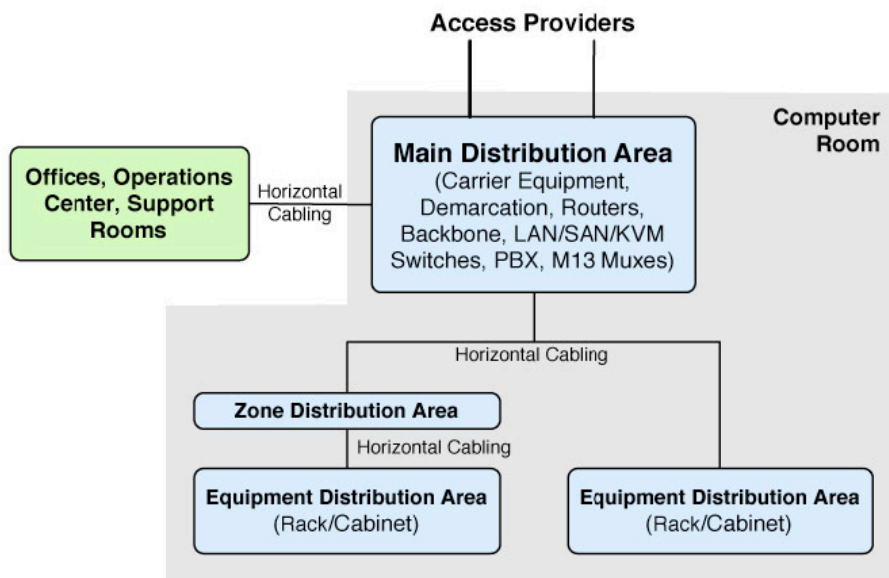 Access Providers
Computer
Room
Main Distribution Area
(Carrier Equipment,
Demarcation, Routers,
Backbone, LAN/SAN/KVM
Switches, PBX, M13 Muxes)
Offices, Operations
Center, Support
Rooms
Horizontal
Cabling
Horizontal Cabling
Zone Distribution Area
Horizontal Cabling
Equipment Distribution Area
(Rack/Cabinet)
Equipment Distribution Area
(Rack/Cabinet)